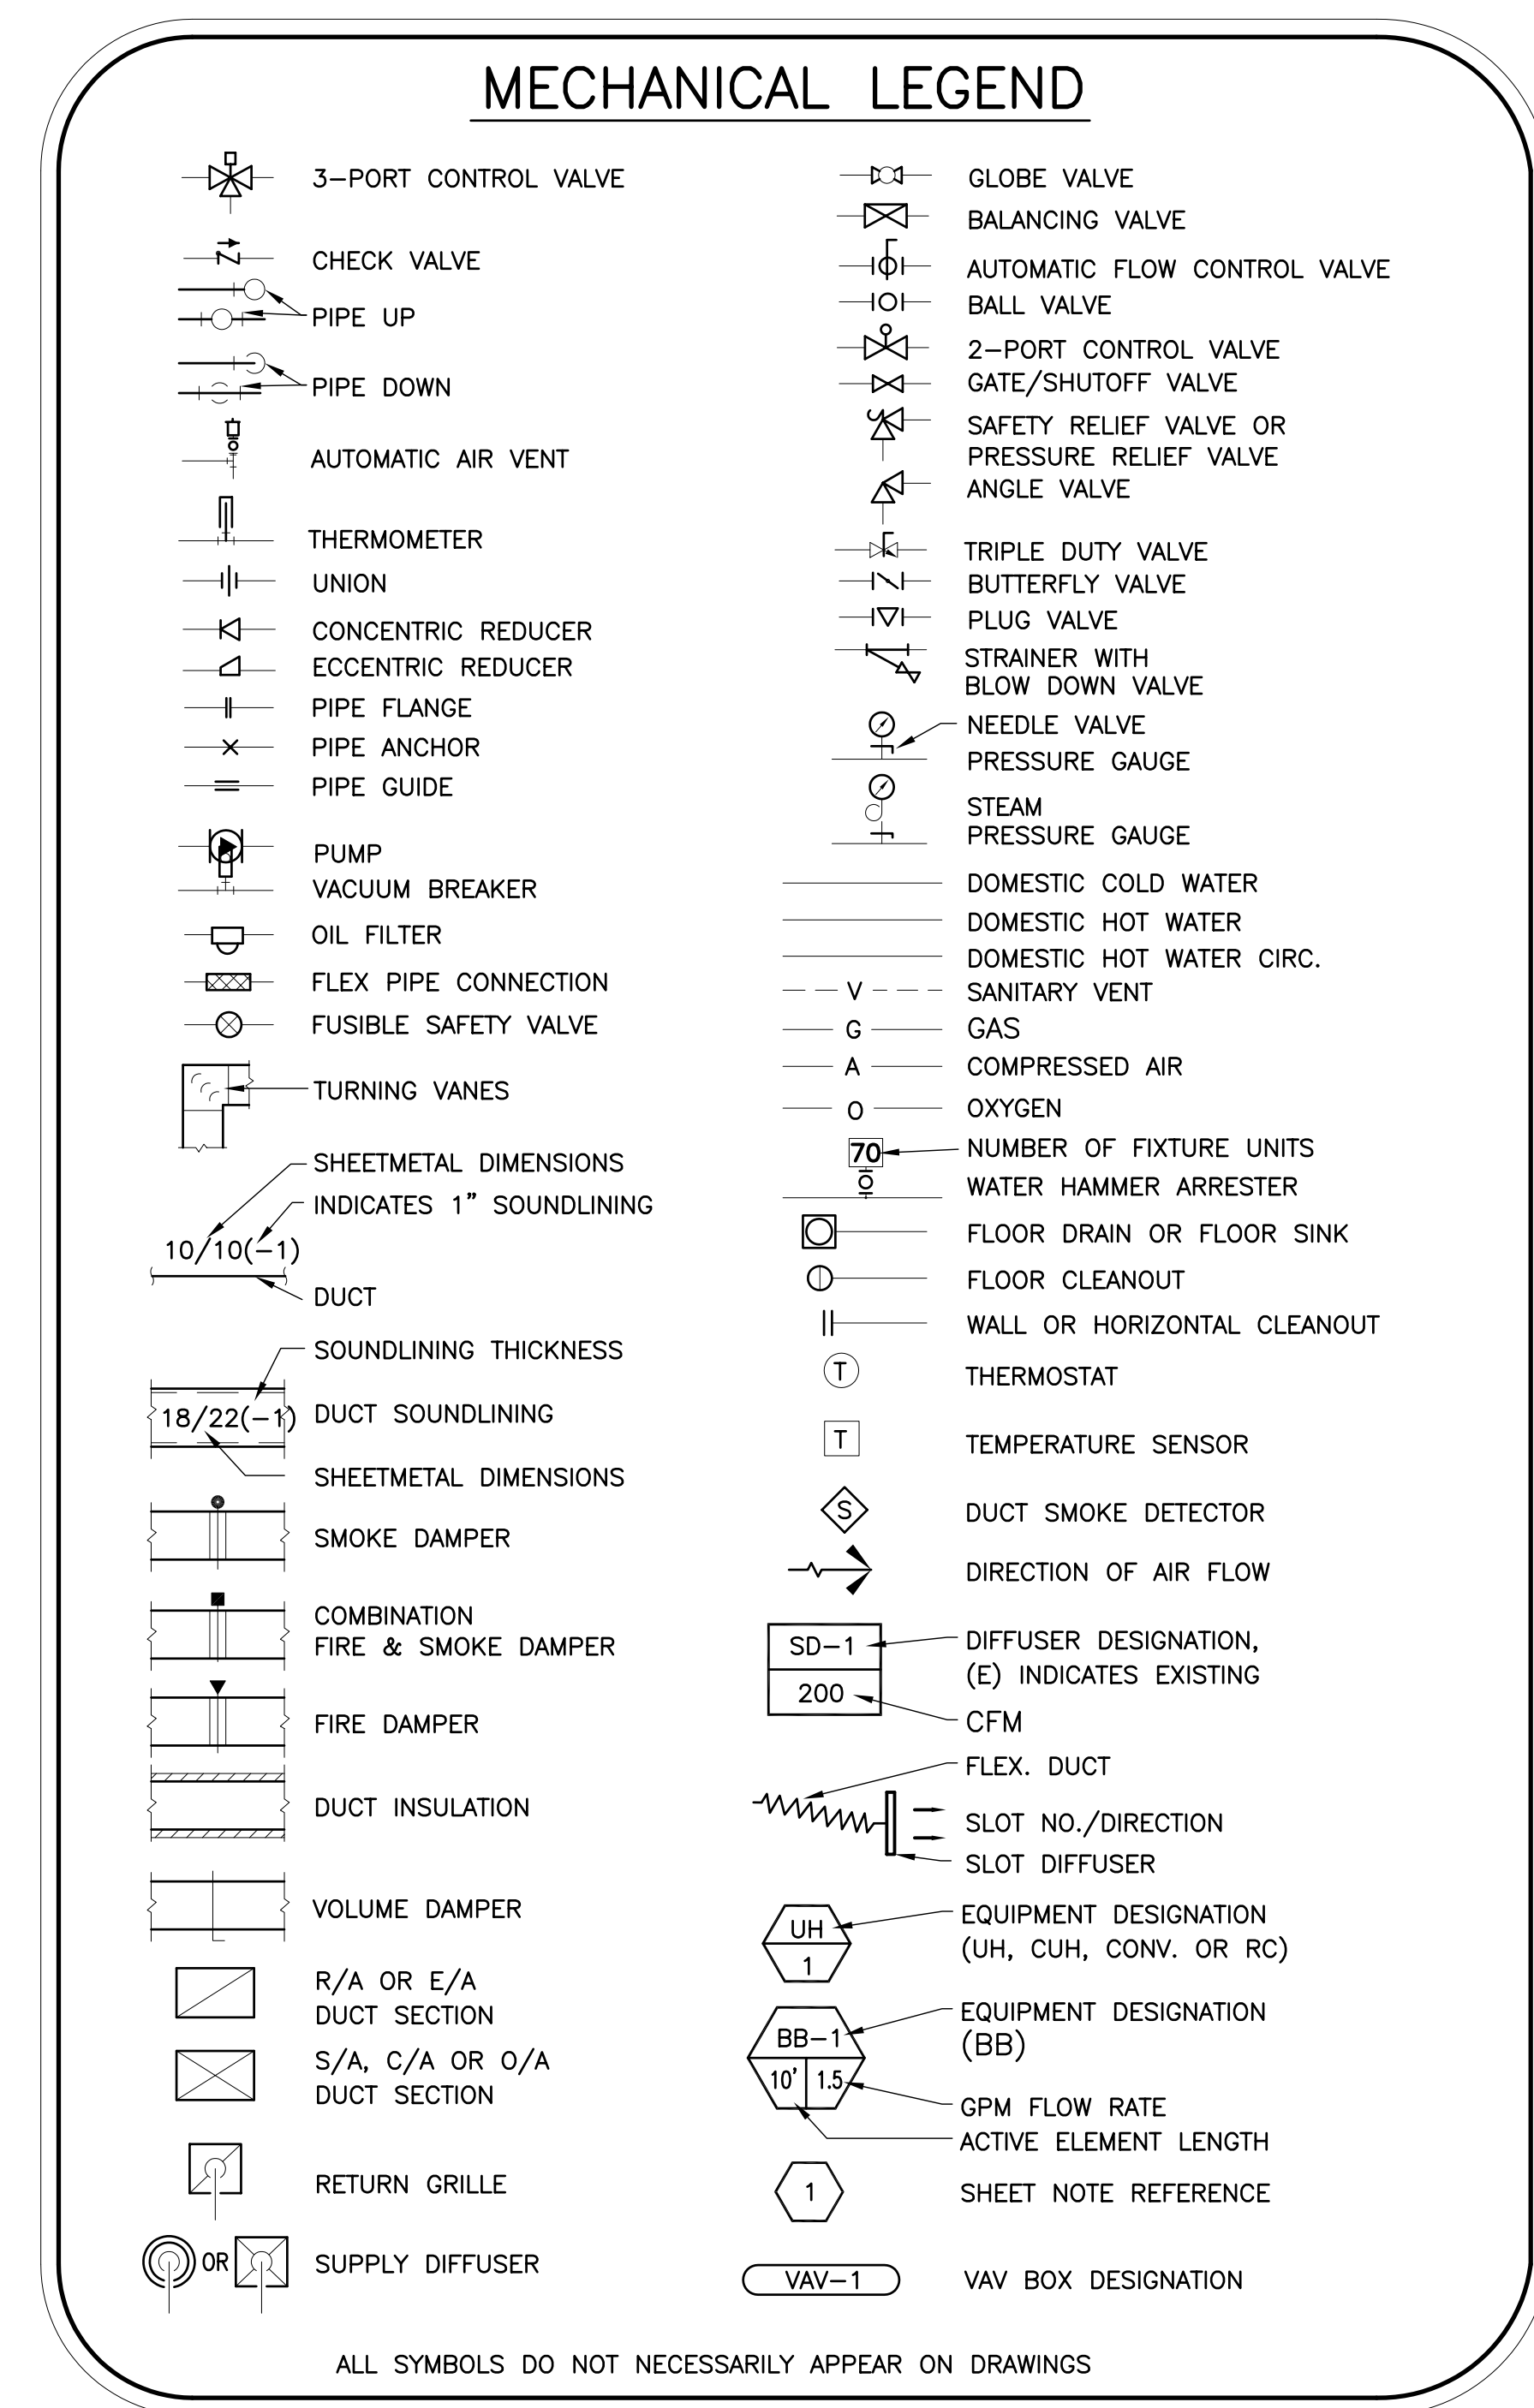 MECHANICAL LEGEND
3-PORT CONTROL VALVE
CHECK VALVE
PIPE UP
PIPE DOWN
AUTOMATIC AIR VENT
THERMOMETER
UNION
CONCENTRIC REDUCER
ECCENTRIC REDUCER
PIPE FLANGE
PIPE ANCHOR
PIPE GUIDE
PUMP
VACUUM BREAKER
OIL FILTER
FLEX PIPE CONNECTION
FUSIBLE SAFETY VALVE
TURNING VANES
SHEETMETAL DIMENSIONS
INDICATES 1" SOUNDLINING
10/10(-1)
DUCT
SOUNDLINING THICKNESS
18/22(-1) DUCT SOUNDLINING
SHEETMETAL DIMENSIONS
SMOKE DAMPER
COMBINATION
FIRE & SMOKE DAMPER
FIRE DAMPER
DUCT INSULATION
VOLUME DAMPER
R/A OR E/A
DUCT SECTION
S/A, C/A OR O/A
DUCT SECTION
RETURN GRILLE
OR SUPPLY DIFFUSER
GLOBE VALVE
BALANCING VALVE
AUTOMATIC FLOW CONTROL VALVE
BALL VALVE
2-PORT CONTROL VALVE
GATE/SHUTOFF VALVE
SAFETY RELIEF VALVE OR
PRESSURE RELIEF VALVE
ANGLE VALVE
TRIPLE DUTY VALVE
BUTTERFLY VALVE
PLUG VALVE
STRAINER WITH
BLOW DOWN VALVE
NEEDLE VALVE
PRESSURE GAUGE
STEAM
PRESSURE GAUGE
DOMESTIC COLD WATER
DOMESTIC HOT WATER
DOMESTIC HOT WATER CIRC.
V SANITARY VENT
G GAS
A COMPRESSED AIR
O OXYGEN
70 NUMBER OF FIXTURE UNITS
WATER HAMMER ARRESTER
FLOOR DRAIN OR FLOOR SINK
FLOOR CLEANOUT
WALL OR HORIZONTAL CLEANOUT
T THERMOSTAT
T TEMPERATURE SENSOR
S DUCT SMOKE DETECTOR
DIRECTION OF AIR FLOW
SD-1 DIFFUSER DESIGNATION,
(E) INDICATES EXISTING
200
CFM
FLEX. DUCT
SLOT NO./DIRECTION
SLOT DIFFUSER
UH EQUIPMENT DESIGNATION
1 (UH, CUH, CONV. OR RC)
EQUIPMENT DESIGNATION
BB-1 (BB)
10' 1.5
GPM FLOW RATE
ACTIVE ELEMENT LENGTH
1 SHEET NOTE REFERENCE
VAV-1 VAV BOX DESIGNATION
ALL SYMBOLS DO NOT NECESSARILY APPEAR ON DRAWINGS